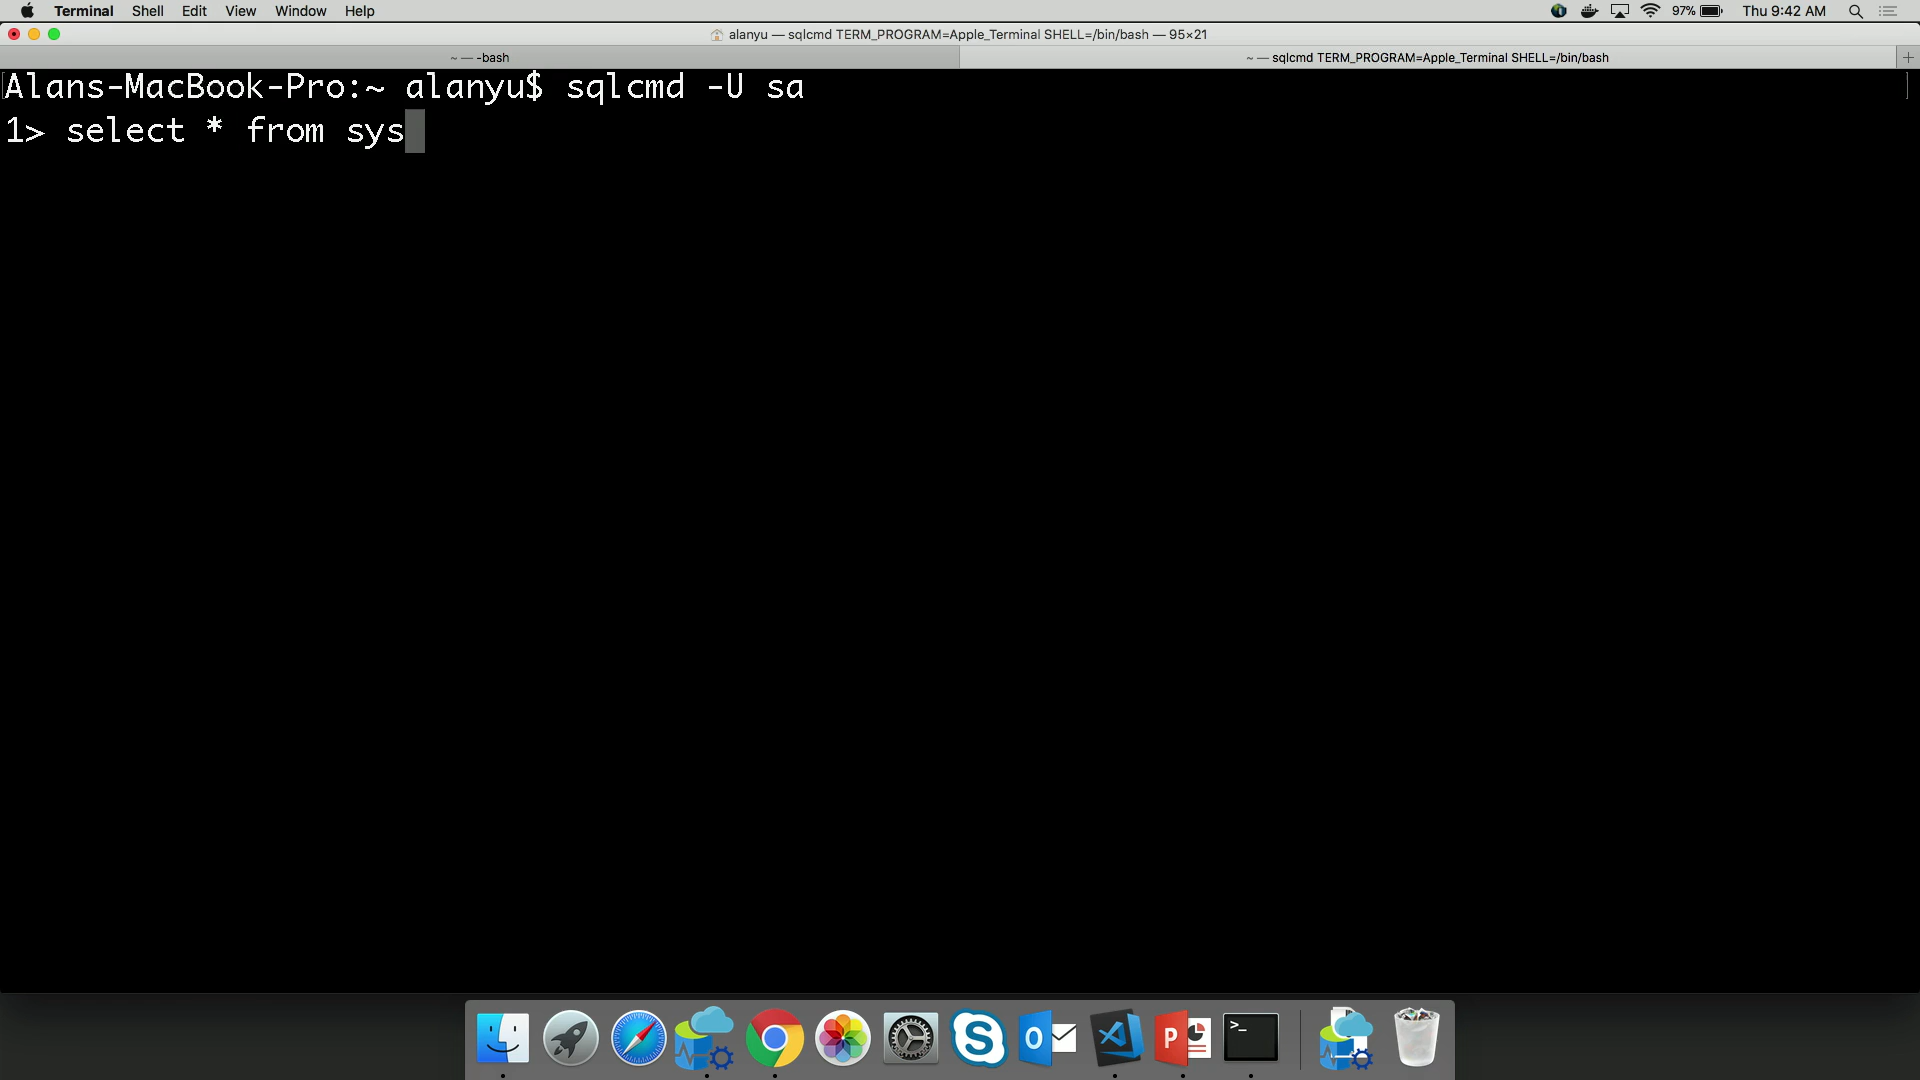 Terminal Shell Edit View Window Help 97% Thu 9:42 AM
alanyu — sqlcmd TERM_PROGRAM=Apple_Terminal SHELL=/bin/bash — 95×21
~ — -bash
~ — sqlcmd TERM_PROGRAM=Apple_Terminal SHELL=/bin/bash
Alans-MacBook-Pro:~ alanyu$ sqlcmd -U sa
1> select * from sys